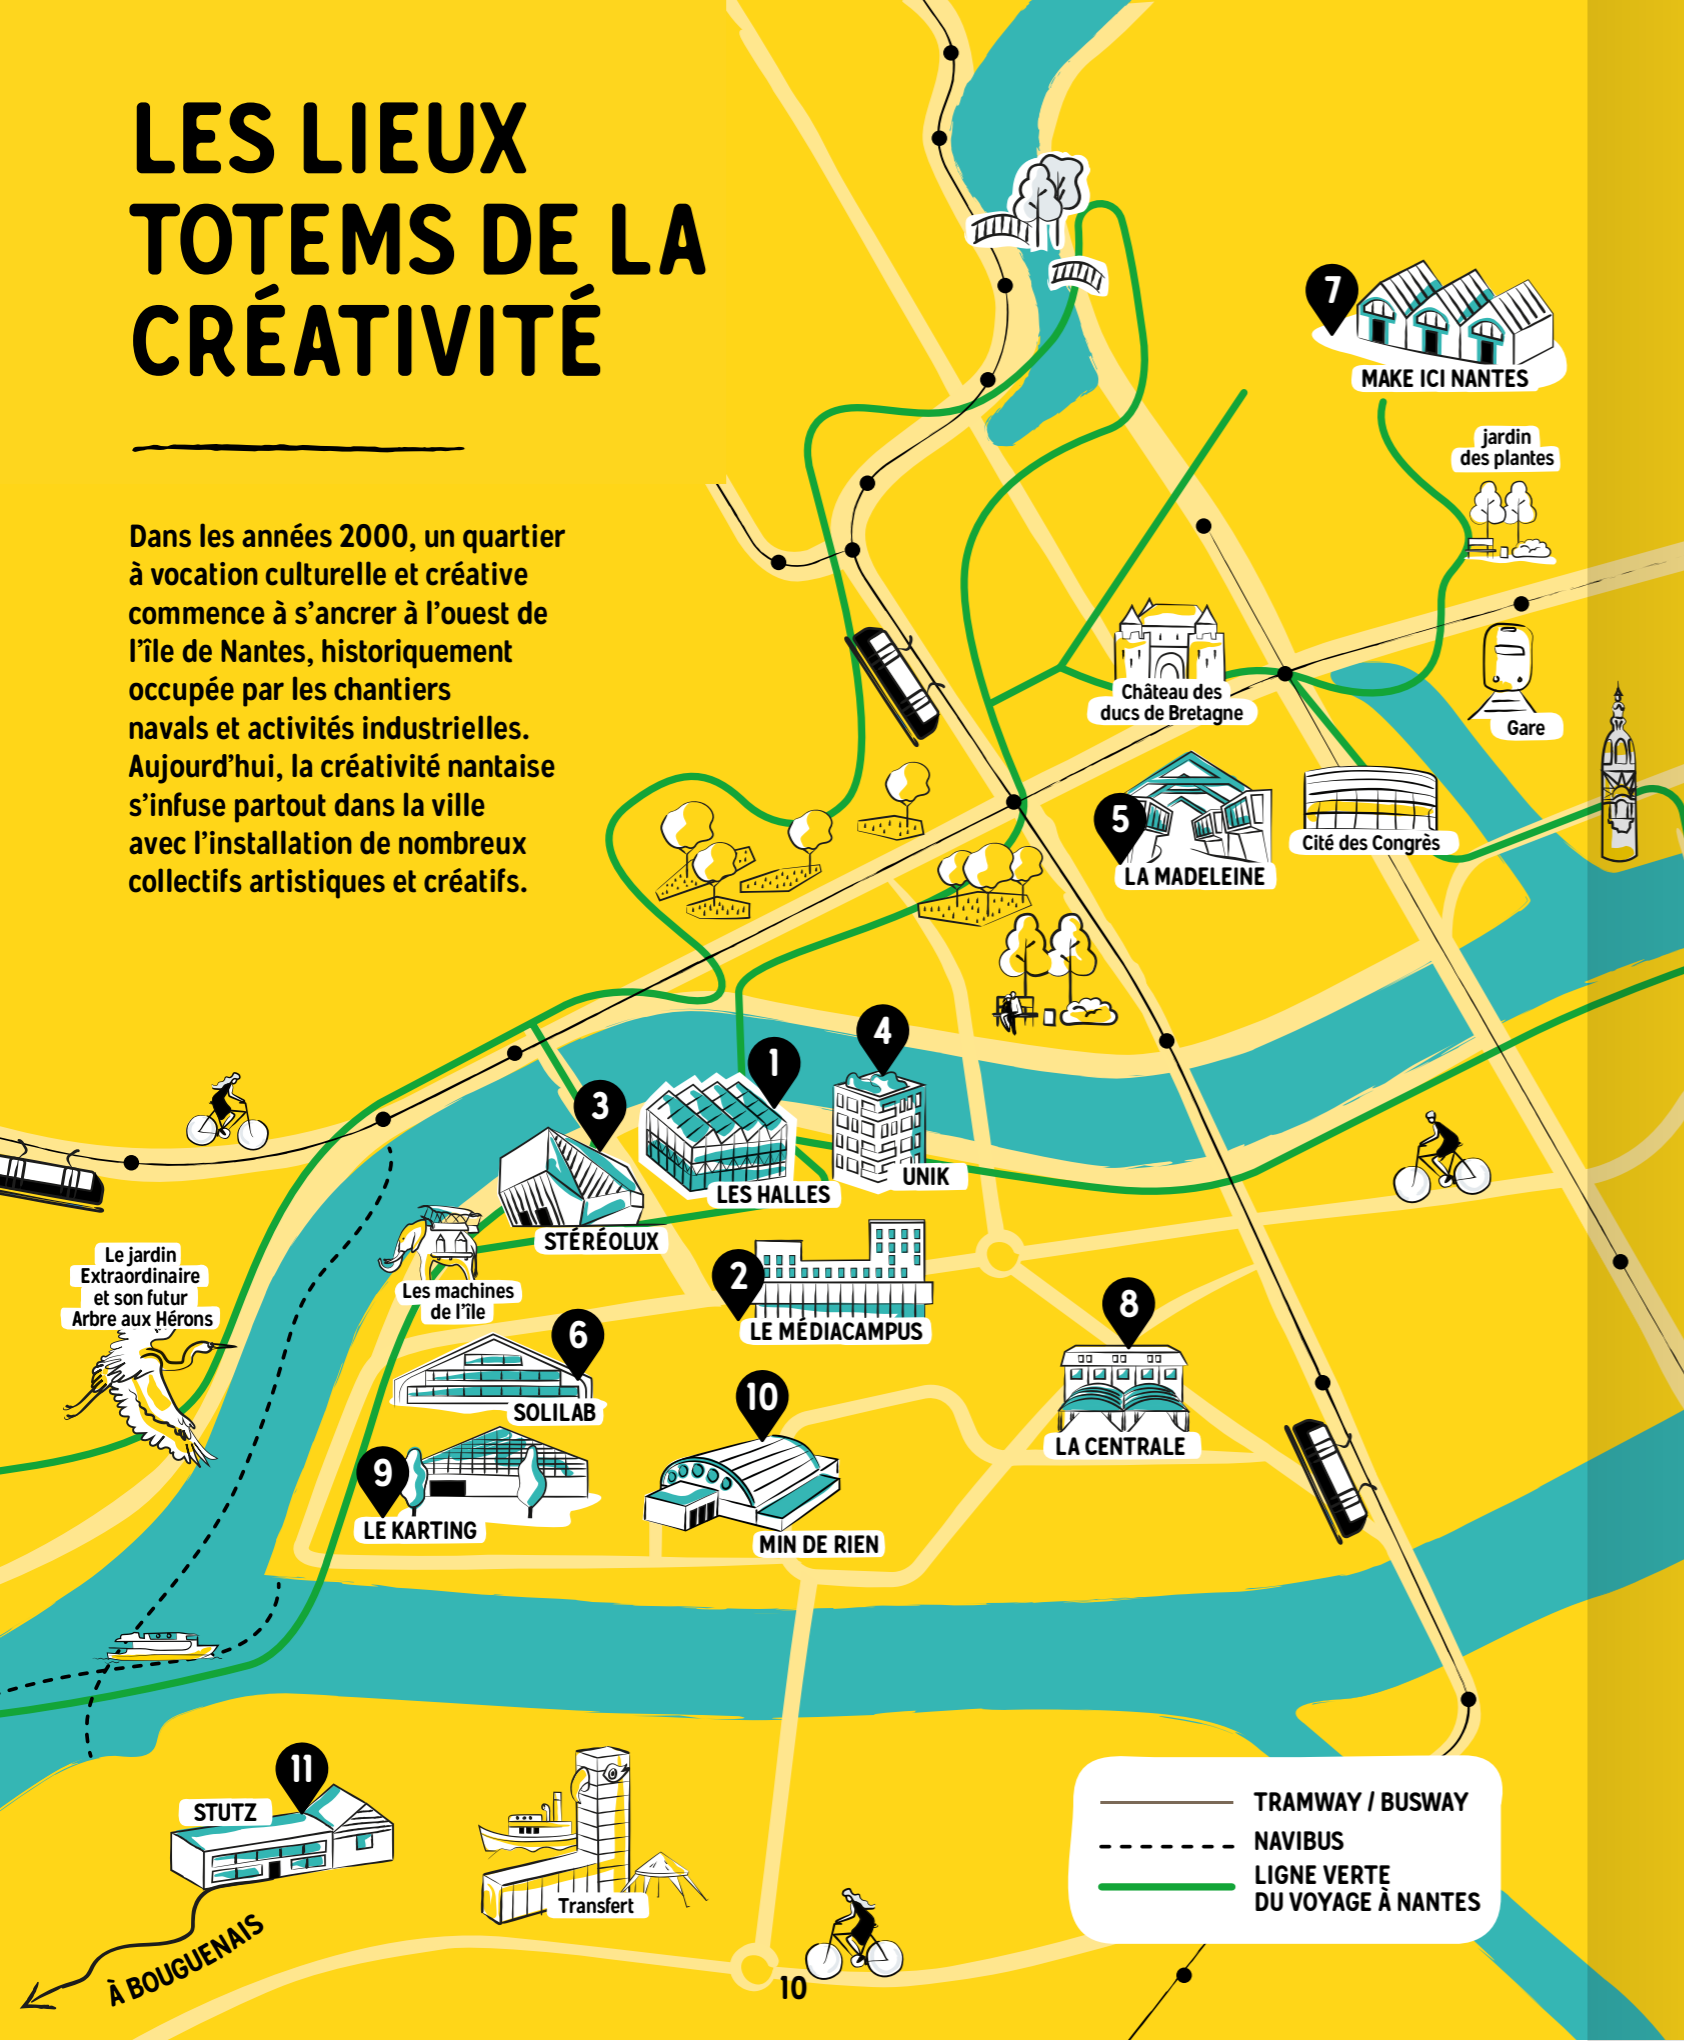 LES LIEUX
TOTEMS DE LA
CRÉATIVITÉ
Dans les années 2000, un quartier
à vocation culturelle et créative
commence à s’ancrer à l’ouest de
l’île de Nantes, historiquement
occupée par les chantiers
navals et activités industrielles.
Aujourd’hui, la créativité nantaise
s’infuse partout dans la ville
avec l’installation de nombreux
collectifs artistiques et créatifs.
7
MAKE ICI NANTES
jardin
des plantes
Château des
ducs de Bretagne
Gare
5
LA MADELEINE
Cité des Congrès
4
UNIK
1
LES HALLES
3
STÉRÉOLUX
Le jardin
Extraordinaire
et son futur
Arbre aux Hérons
Les machines
de l’île
2
LE MÉDIACAMPUS
6
SOLILAB
8
LA CENTRALE
9
LE KARTING
10
MIN DE RIEN
11
STUTZ
À BOUGUENAIS
Transfert
TRAMWAY / BUSWAY
NAVIBUS
LIGNE VERTE
DU VOYAGE À NANTES
10